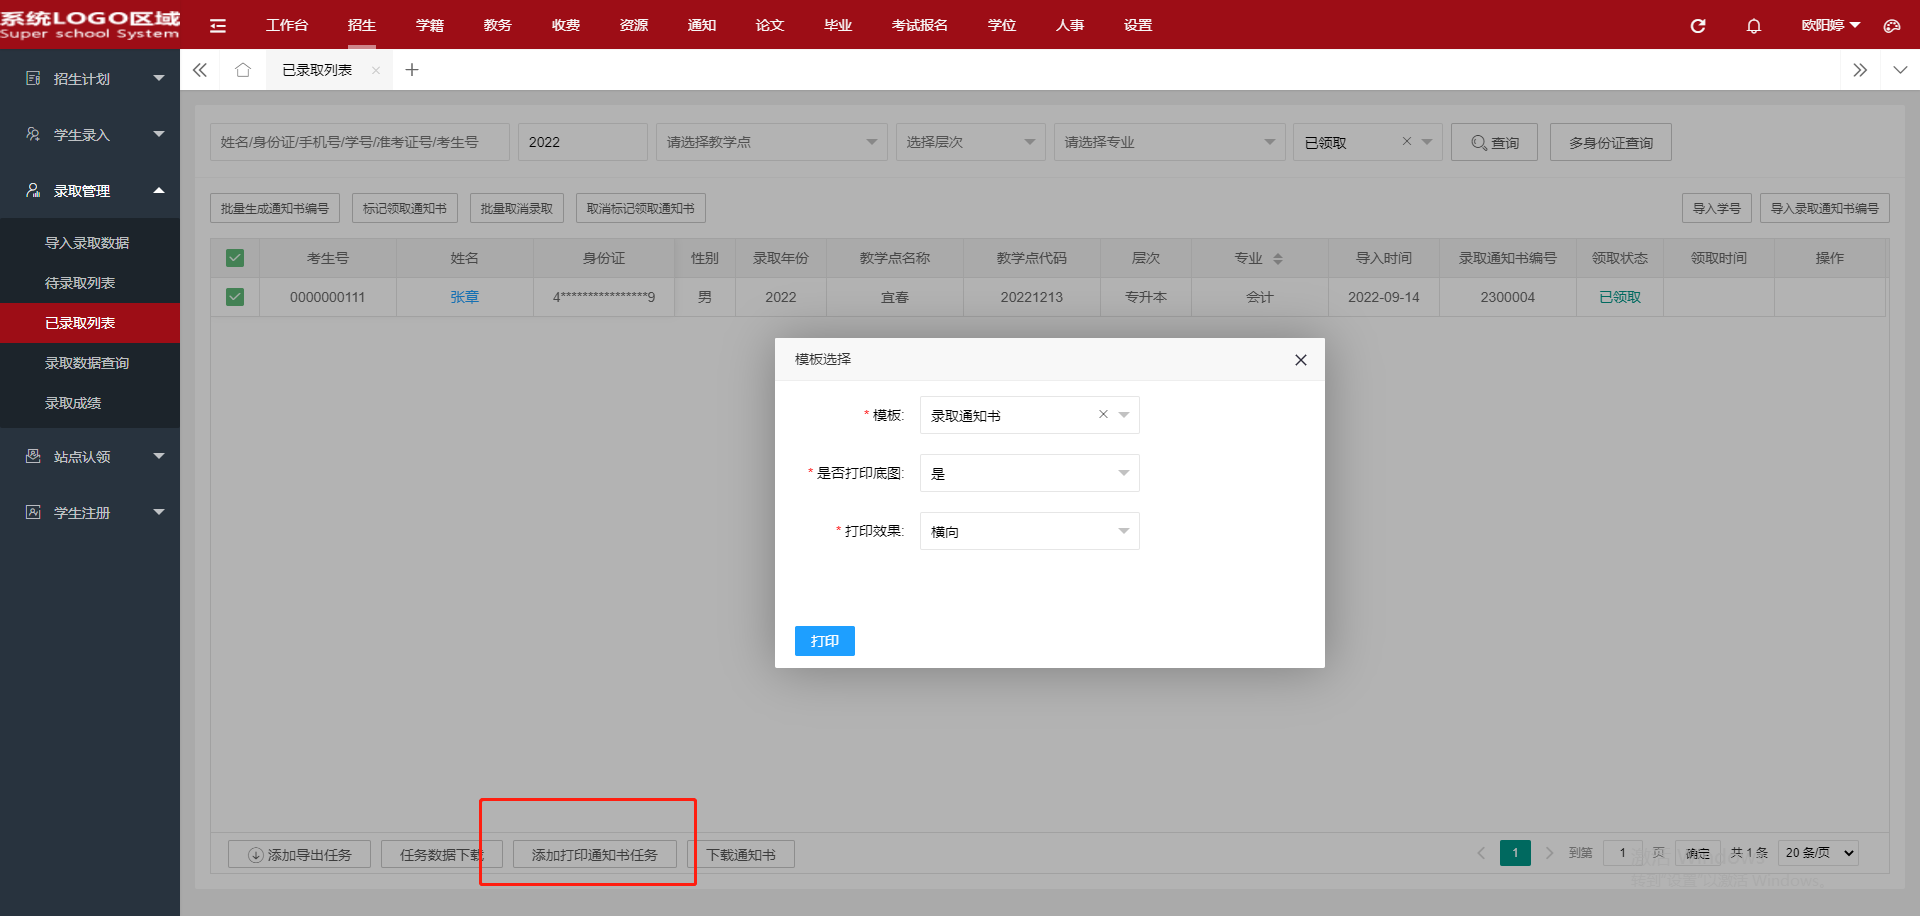 系统LOGO区域
Super school System
工作台 招生 学籍 教务 收费 资源 通知 论文 毕业 考试报名 学位 人事 设置
欧阳婷
已录取列表
招生计划
学生录入
录取管理
导入录取数据
待录取列表
已录取列表
录取数据查询
录取成绩
站点认领
学生注册
姓名/身份证/手机号/学号/准考证号/考生号 2022 请选择教学点 选择层次 请选择专业 已领取 查询 多身份证查询
批量生成通知书编号 标记领取通知书 批量取消录取 取消标记领取通知书 导入学号 导入录取通知书编号
考生号 姓名 身份证 性别 录取年份 教学点名称 教学点代码 层次 专业 导入时间 录取通知书编号 领取状态 领取时间 操作
0000000111 张章 4****************9 男 2022 宜春 20221213 专升本 会计 2022-09-14 2300004 已领取
模板选择
* 模板: 录取通知书
* 是否打印底图: 是
* 打印效果: 横向
打印
添加导出任务 任务数据下载 添加打印通知书任务 下载通知书 1 到第 1 页 确定 共 1 条 20 条/页
转到"设置"以激活 Windows。